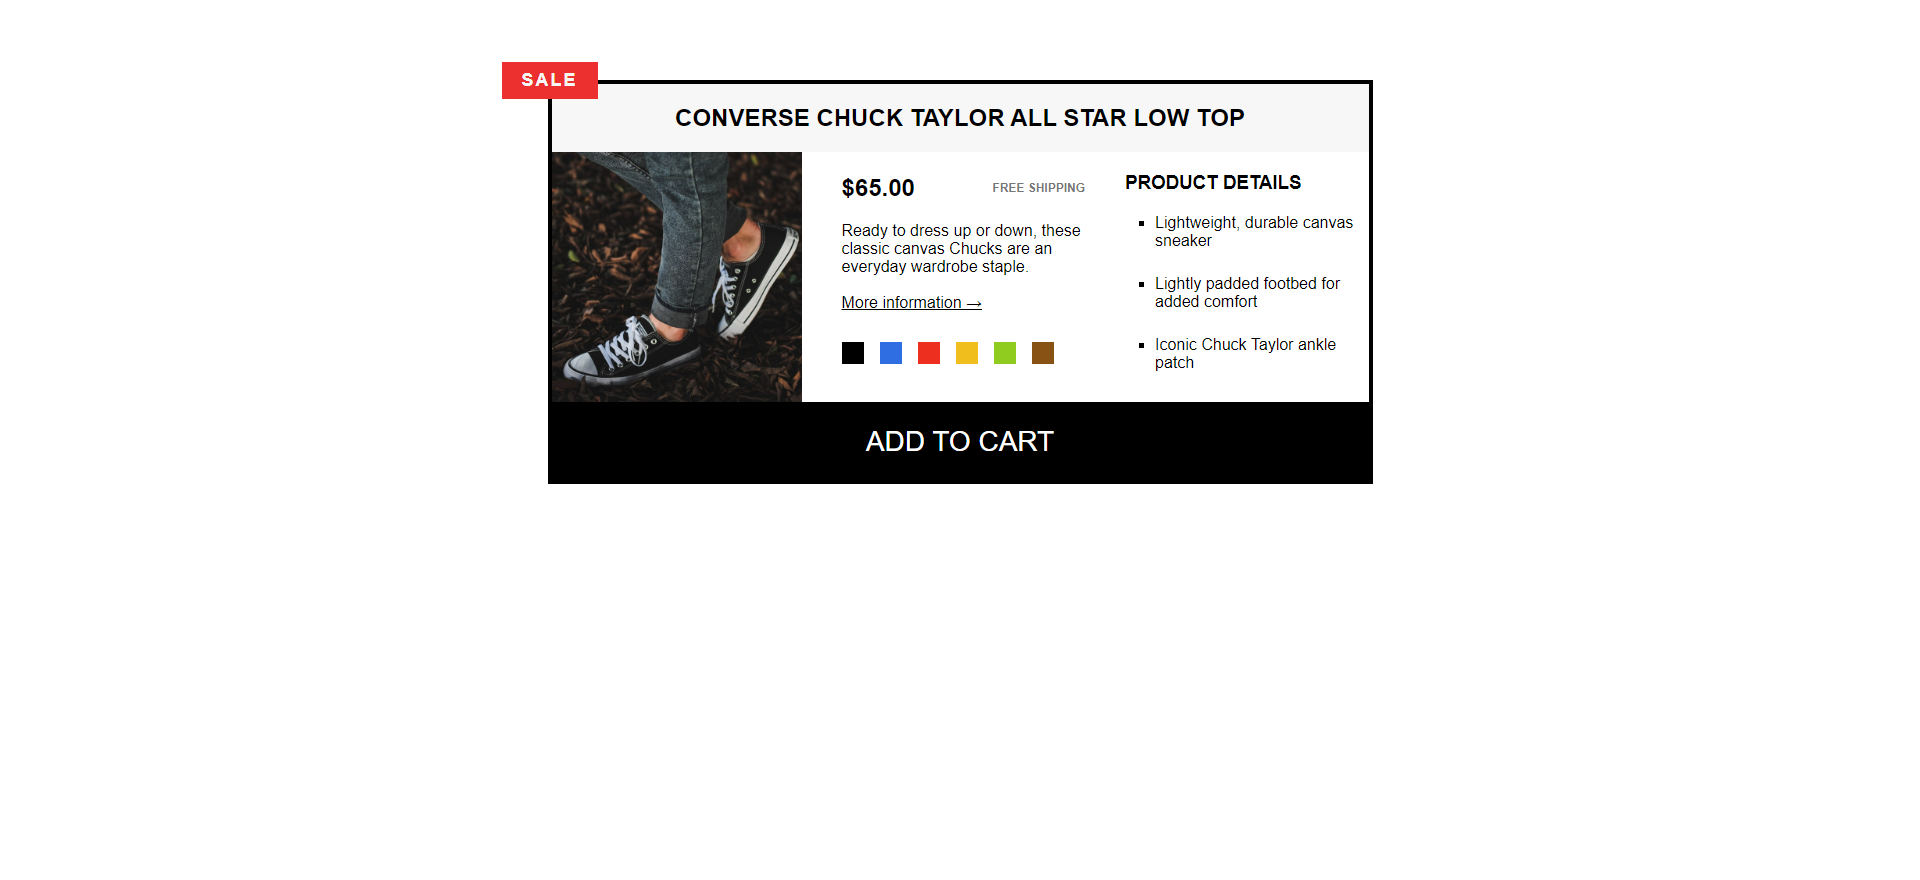 SALE
CONVERSE CHUCK TAYLOR ALL STAR LOW TOP
$65.00
FREE SHIPPING
Ready to dress up or down, these
classic canvas Chucks are an
everyday wardrobe staple.
More information →
PRODUCT DETAILS
Lightweight, durable canvas
sneaker
Lightly padded footbed for
added comfort
Iconic Chuck Taylor ankle
patch
ADD TO CART